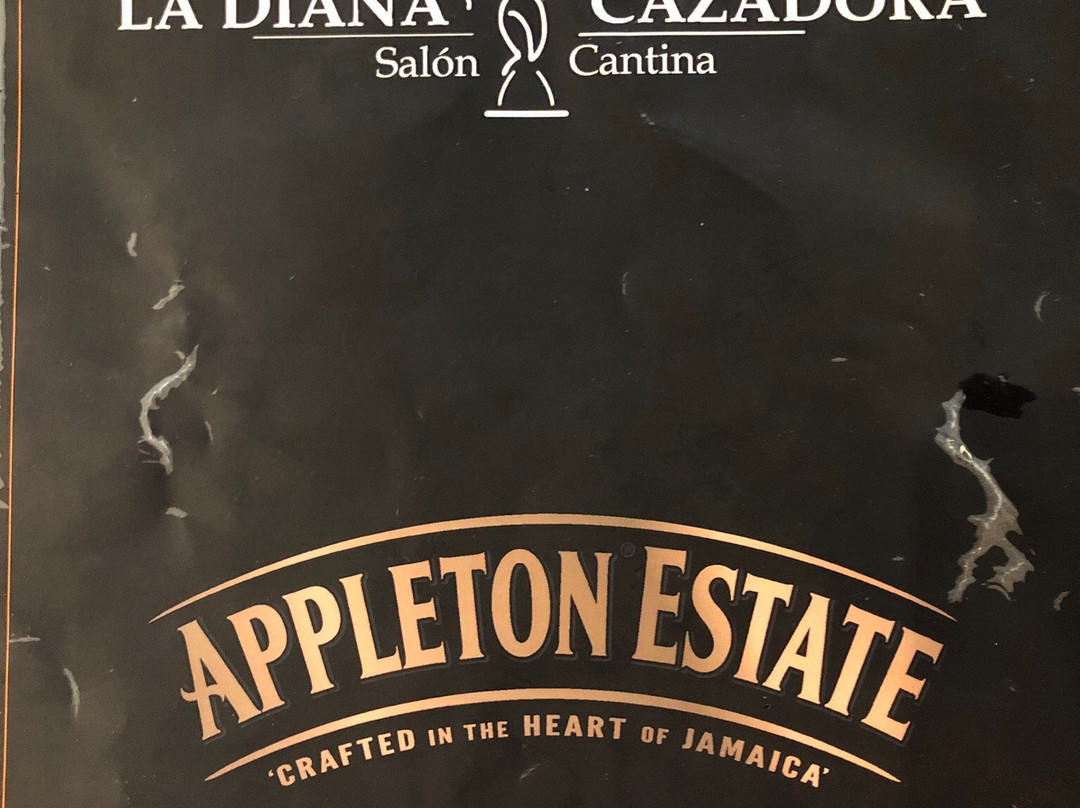 LA DIANA CAZADORA
Salón Cantina
APPLETON ESTATE®
'CRAFTED IN THE HEART OF JAMAICA'